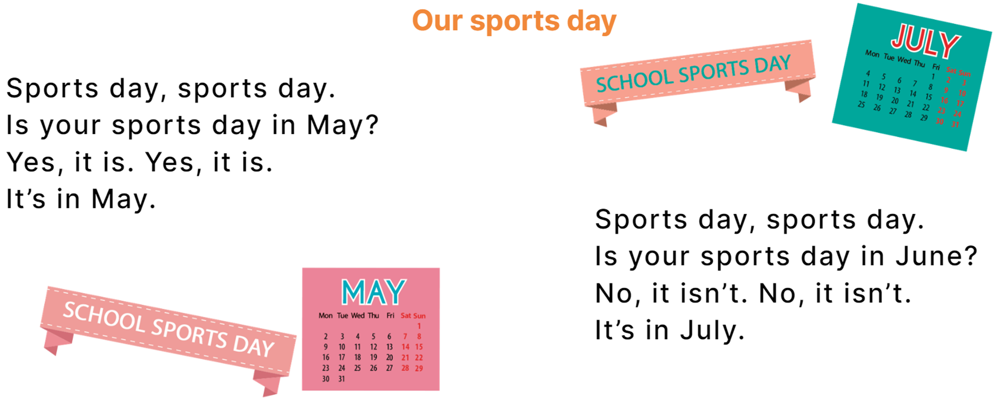 Our sports day
Sports day, sports day.
Is your sports day in May?
Yes, it is. Yes, it is.
It’s in May.
SCHOOL SPORTS DAY
MAY
Mon Tue Wed Thu Fri Sat Sun
1
2 3 4 5 6 7 8
9 10 11 12 13 14 15
16 17 18 19 20 21 22
23 24 25 26 27 28 29
30 31
SCHOOL SPORTS DAY
JULY
Mon Tue Wed Thu Fri Sat Sun
1 2 3
4 5 6 7 8 9 10
11 12 13 14 15 16 17
18 19 20 21 22 23 24
25 26 27 28 29 30 31
Sports day, sports day.
Is your sports day in June?
No, it isn’t. No, it isn’t.
It’s in July.